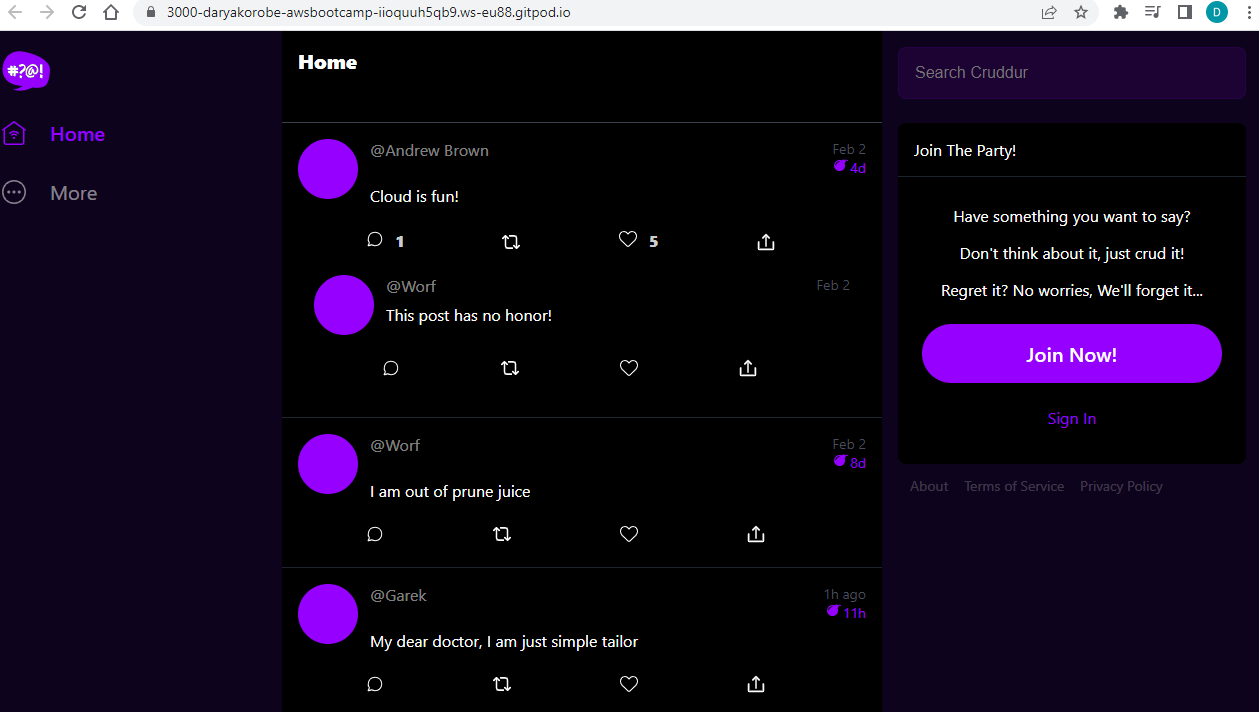 3000-daryakorobe-awsbootcamp-iioquuh5qb9.ws-eu88.gitpod.io
D
#?@!
Home
More
Home
@Andrew Brown
Feb 2
4d
Cloud is fun!
1
5
@Worf
Feb 2
This post has no honor!
@Worf
Feb 2
8d
I am out of prune juice
@Garek
1h ago
11h
My dear doctor, I am just simple tailor
Search Cruddur
Join The Party!
Have something you want to say?
Don't think about it, just crud it!
Regret it? No worries, We'll forget it...
Join Now!
Sign In
About Terms of Service Privacy Policy